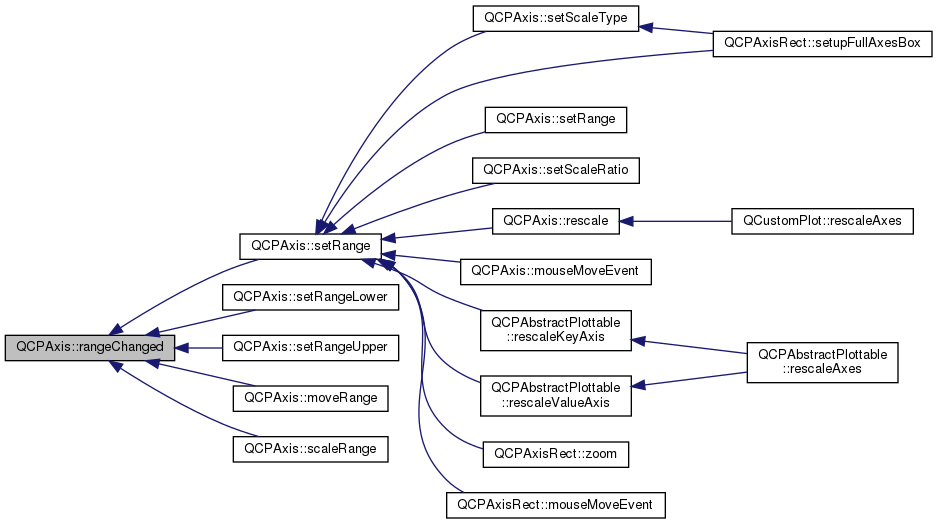 QCPAxis::setScaleType
QCPAxisRect::setupFullAxesBox
QCPAxis::setRange
QCPAxis::setScaleRatio
QCPAxis::rescale
QCustomPlot::rescaleAxes
QCPAxis::setRange
QCPAxis::mouseMoveEvent
QCPAxis::setRangeLower
QCPAbstractPlottable
::rescaleKeyAxis
QCPAxis::rangeChanged
QCPAxis::setRangeUpper
QCPAbstractPlottable
::rescaleAxes
QCPAxis::moveRange
QCPAbstractPlottable
::rescaleValueAxis
QCPAxis::scaleRange
QCPAxisRect::zoom
QCPAxisRect::mouseMoveEvent